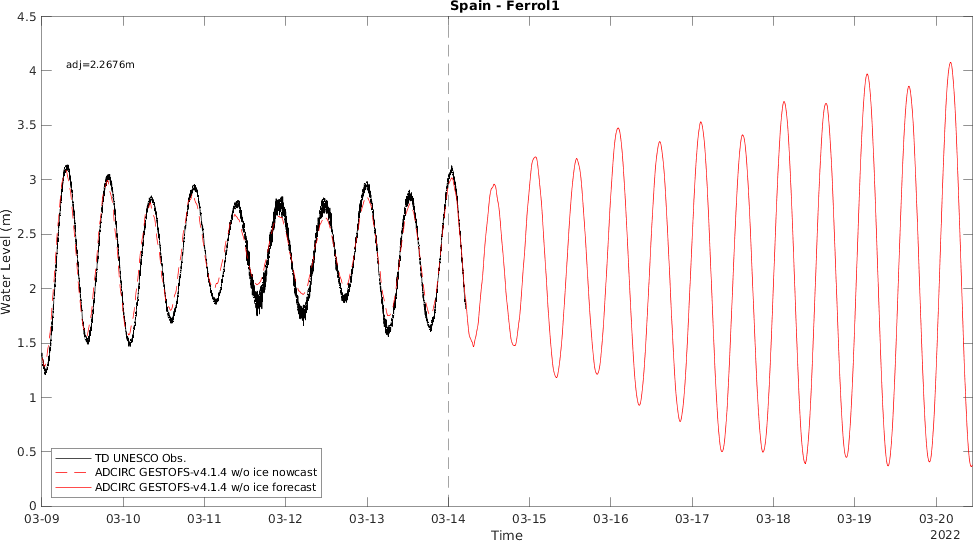 Spain - Ferrol1
4.5
4
3.5
3
2.5
2
1.5
1
0.5
0
Water Level (m)
adj=2.2676m
TD UNESCO Obs.
ADCIRC GESTOFS-v4.1.4 w/o ice nowcast
ADCIRC GESTOFS-v4.1.4 w/o ice forecast
03-09 03-10 03-11 03-12 03-13 03-14 03-15 03-16 03-17 03-18 03-19 03-20
2022
Time